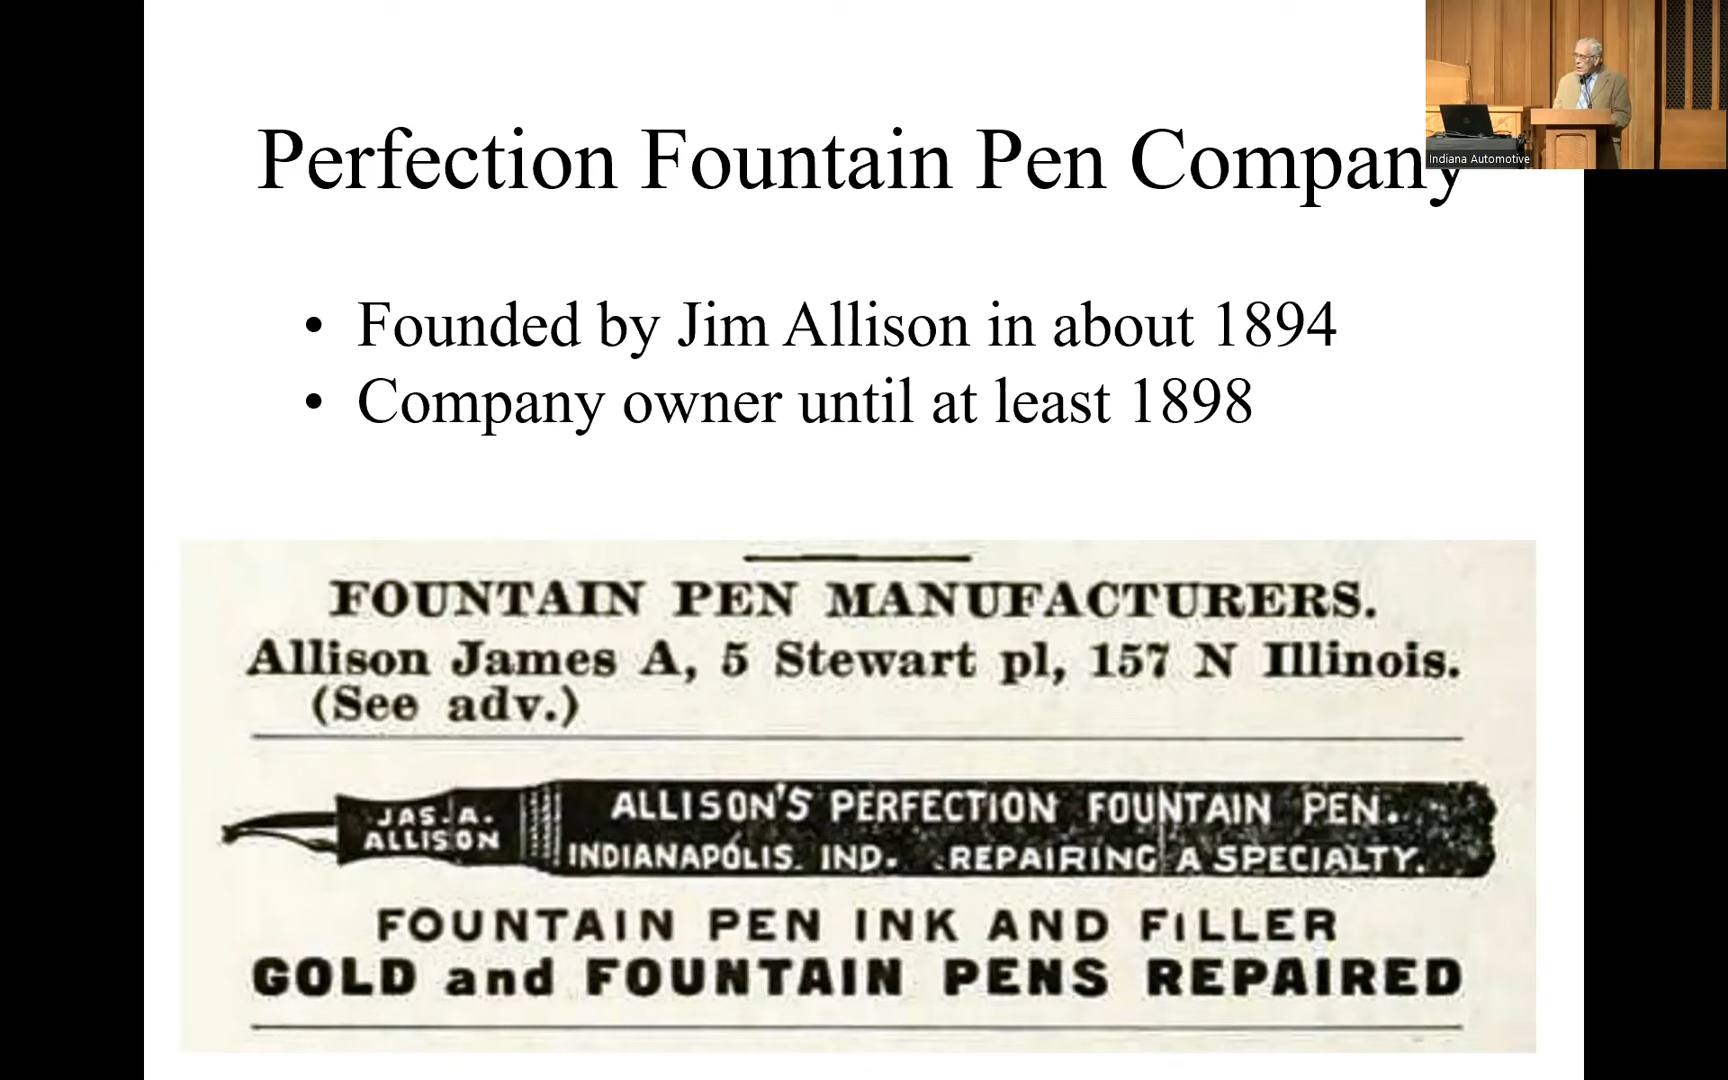 Perfection Fountain Pen Company
Indiana Automotive
• Founded by Jim Allison in about 1894
• Company owner until at least 1898
FOUNTAIN PEN MANUFACTURERS.
Allison James A, 5 Stewart pl, 157 N Illinois.
(See adv.)
JAS. A.
ALLISON
ALLISON'S PERFECTION FOUNTAIN PEN.
INDIANAPOLIS. IND. REPAIRING A SPECIALTY.
FOUNTAIN PEN INK AND FILLER
GOLD and FOUNTAIN PENS REPAIRED